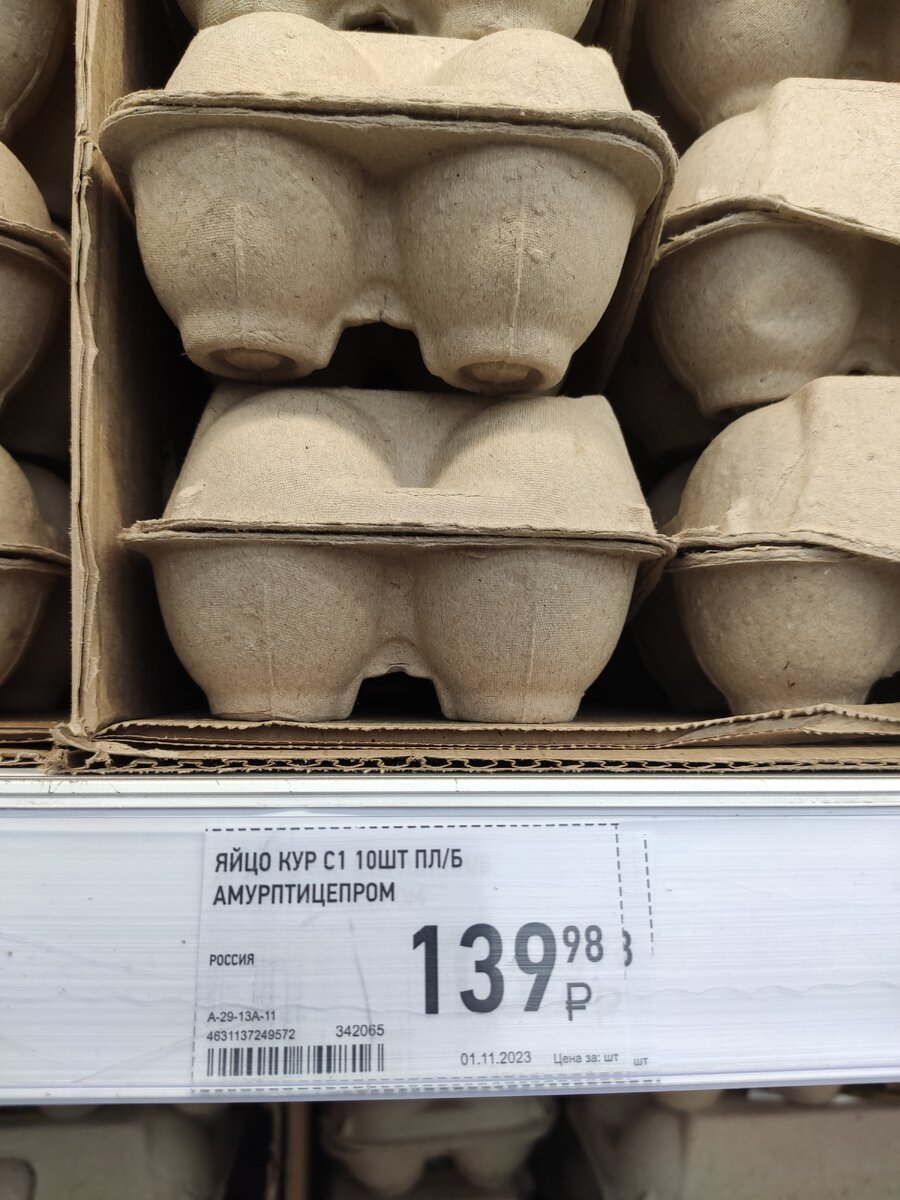 ЯЙЦО КУР С1 10ШТ ПЛ/Б
АМУРПТИЦЕПРОМ
139 98 ₽
РОССИЯ
А-29-13А-11
4631137249572 342065
01.11.2023 Цена за: шт шт